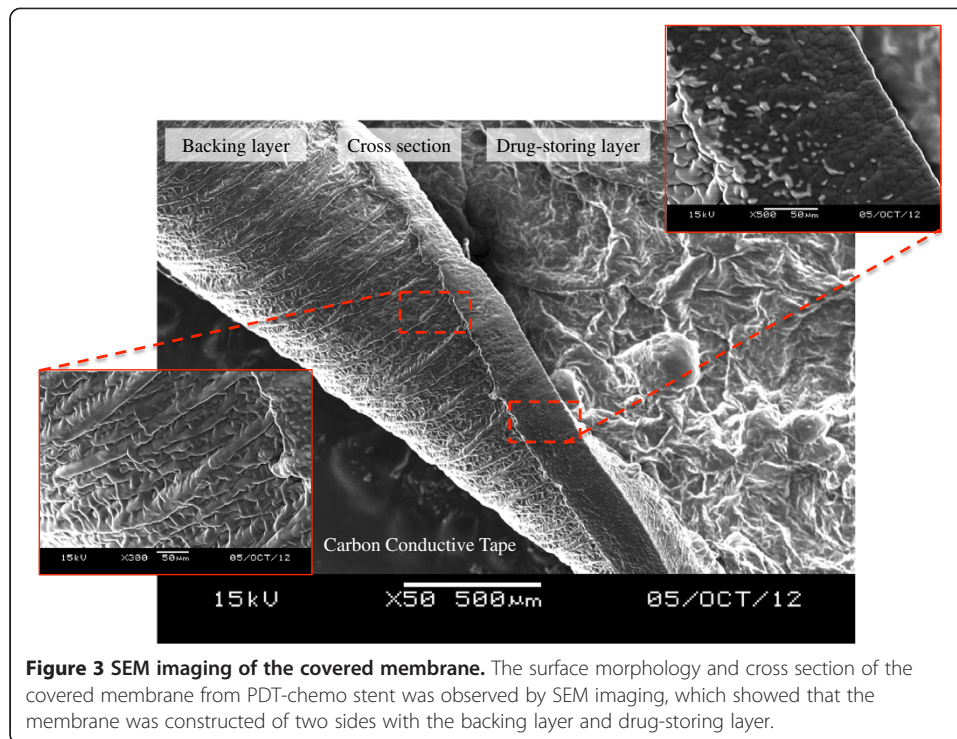 15kV X500 50µm 05/OCT/12
Backing layer Cross section Drug-storing layer
15kV X300 50µm 05/OCT/12
Carbon Conductive Tape
15kV X50 500µm 05/OCT/12
Figure 3 SEM imaging of the covered membrane. The surface morphology and cross section of the
covered membrane from PDT-chemo stent was observed by SEM imaging, which showed that the
membrane was constructed of two sides with the backing layer and drug-storing layer.